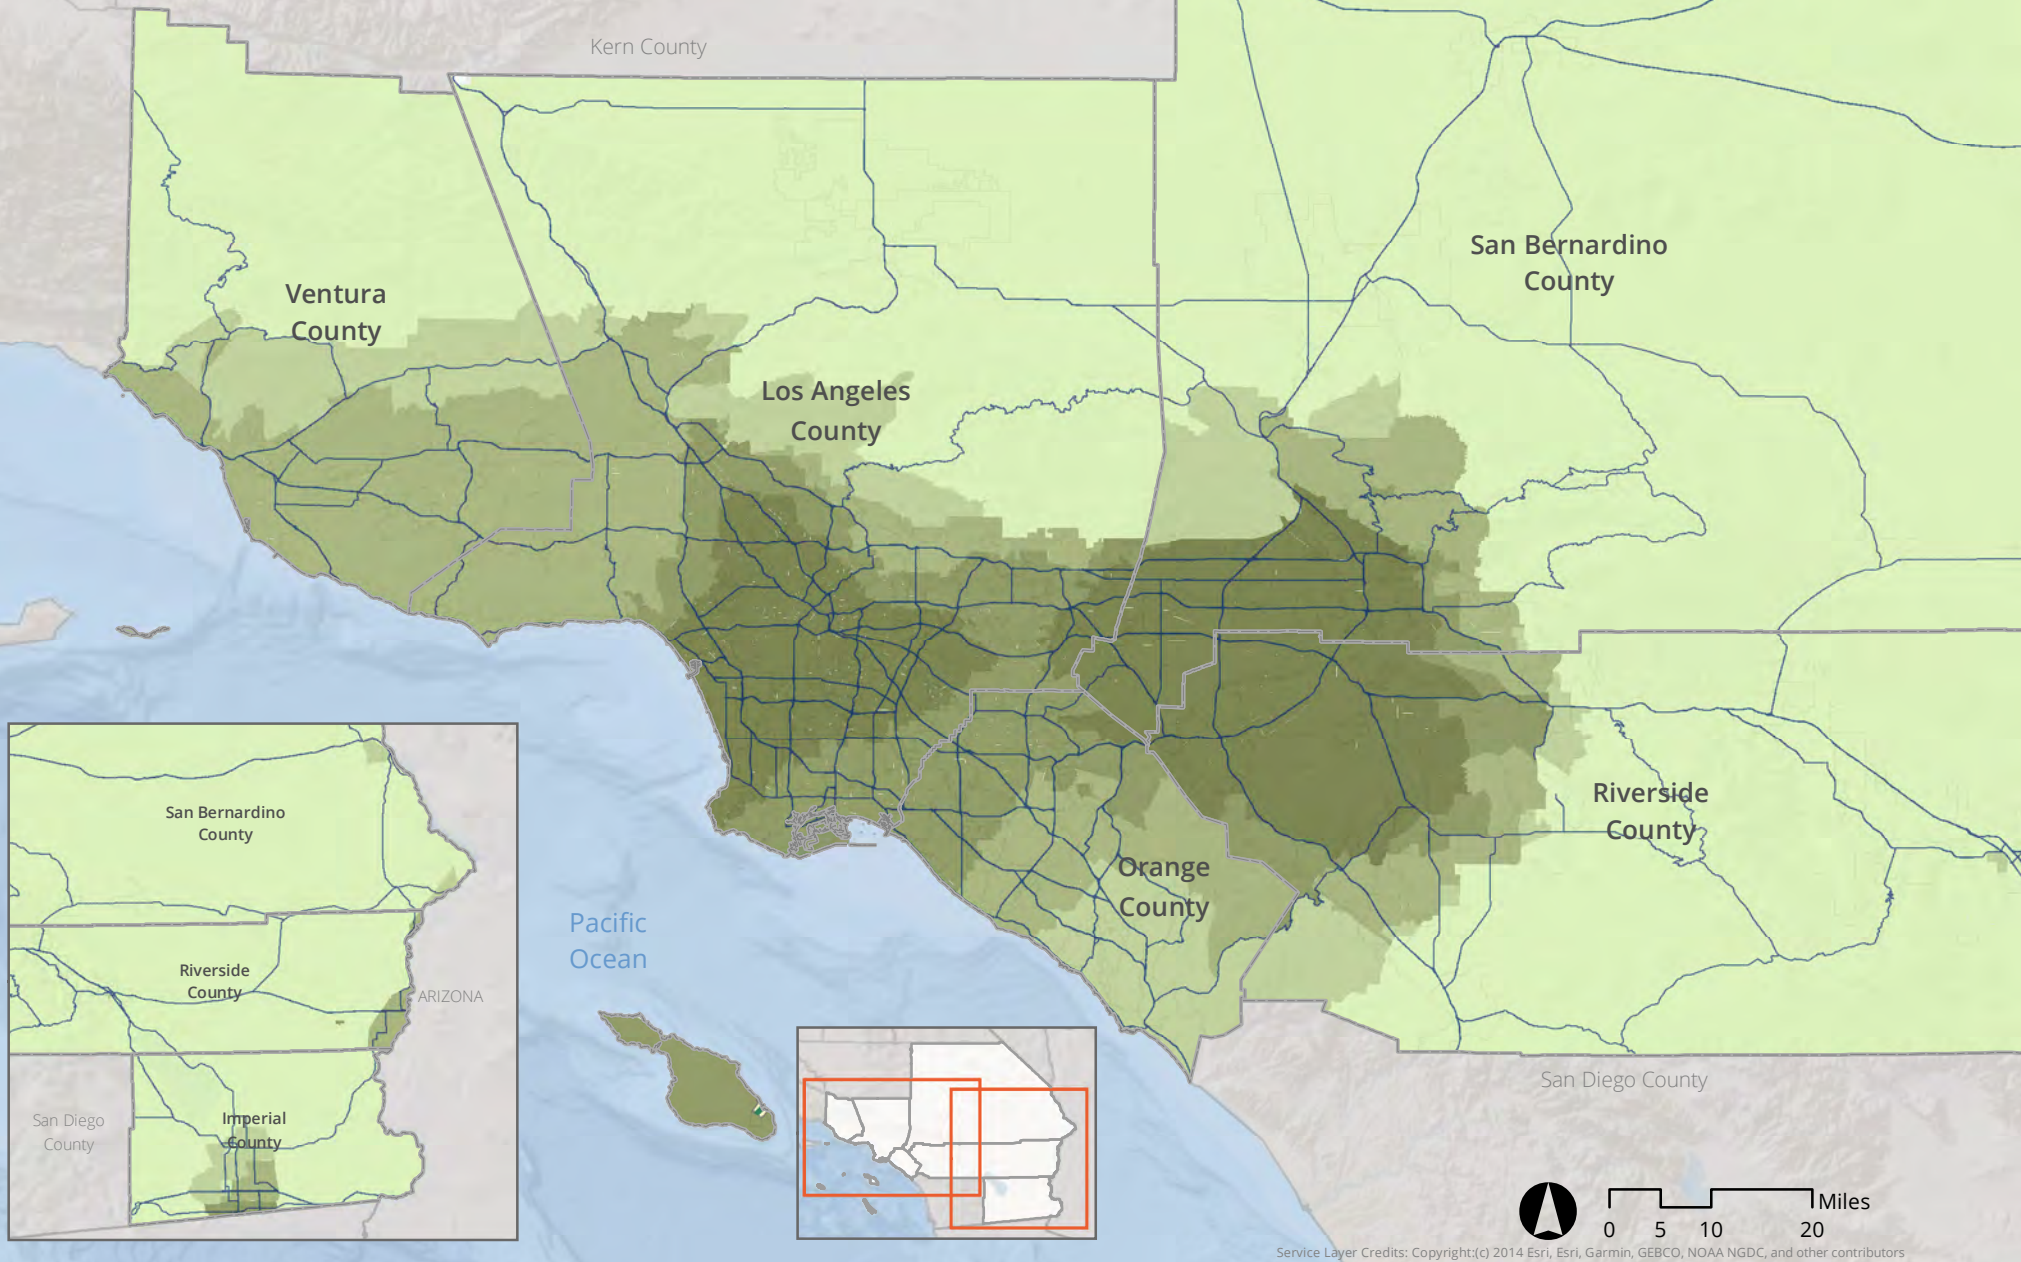 Kern County
San Bernardino
County
Ventura
County
Los Angeles
County
Riverside
County
Orange
County
San Bernardino
County
Pacific
Ocean
Riverside
County
ARIZONA
San Diego County
San Diego
County
Imperial
County
Miles
0 5 10 20
Service Layer Credits: Copyright:(c) 2014 Esri, Esri, Garmin, GEBCO, NOAA NGDC, and other contributors